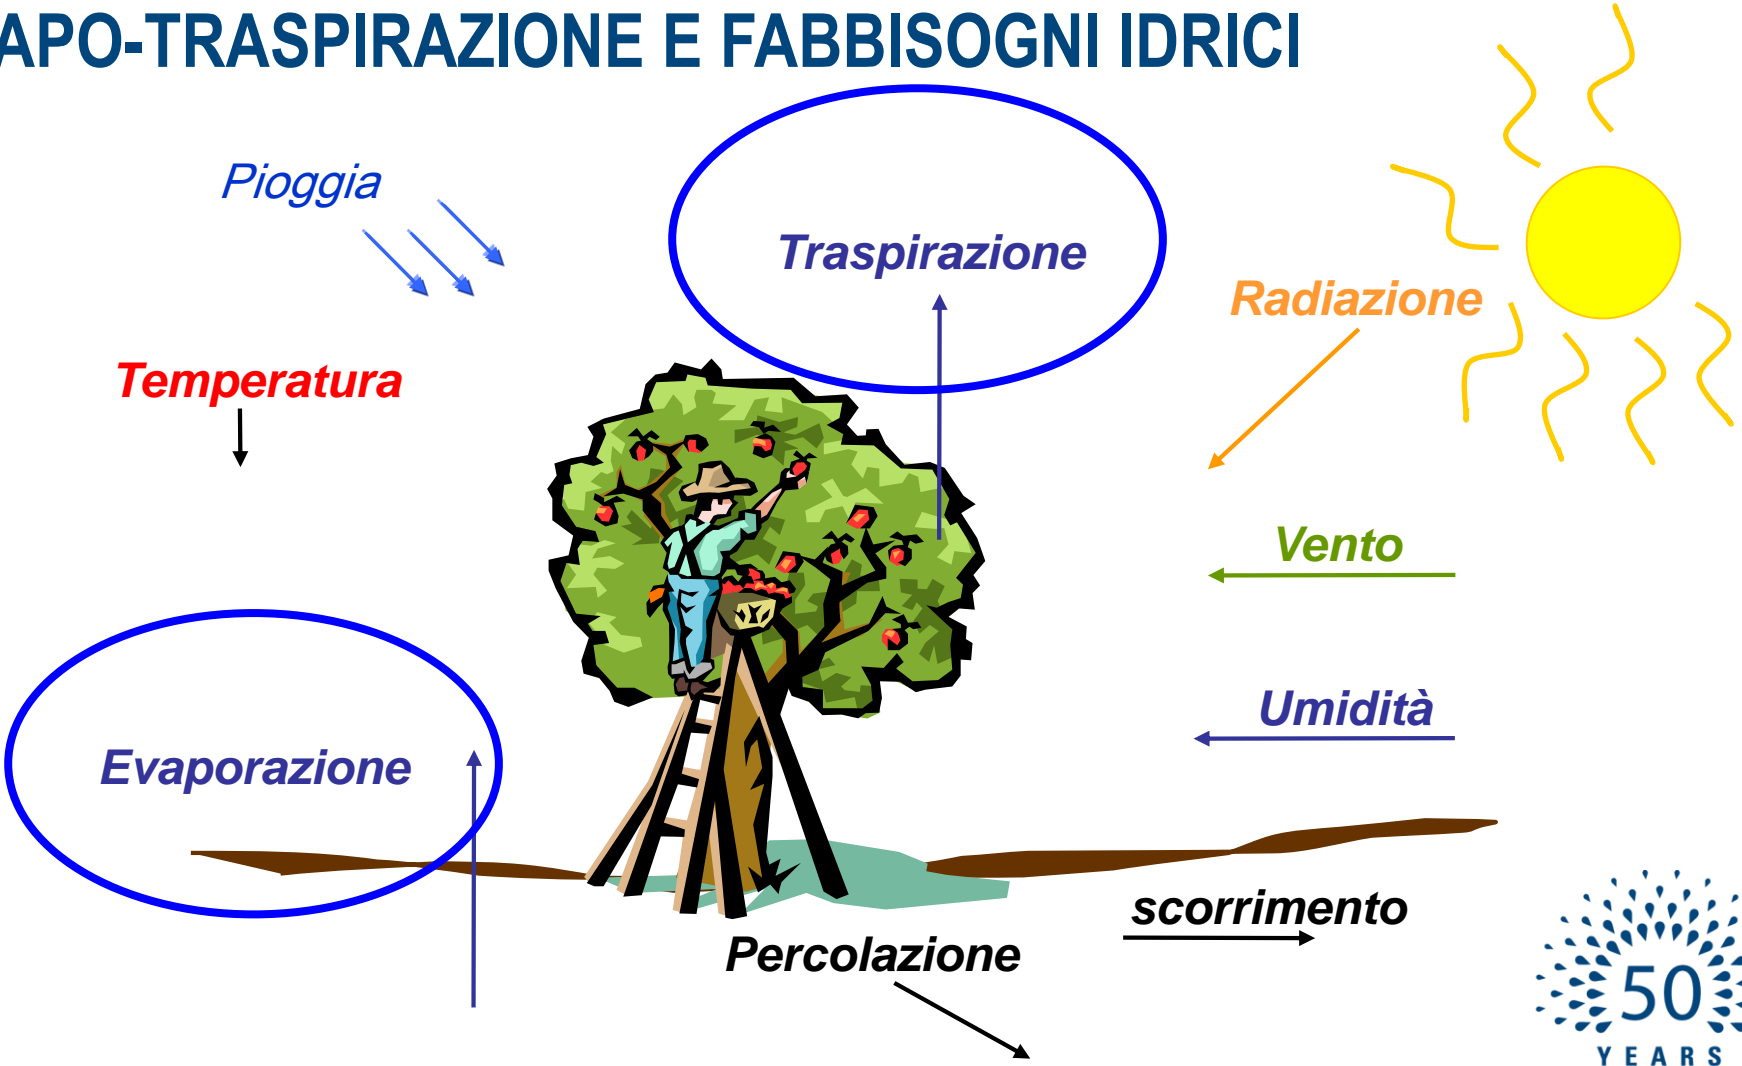 APO-TRASPIRAZIONE E FABBISOGNI IDRICI
Pioggia
Traspirazione
Radiazione
Temperatura
Vento
Umidità
Evaporazione
scorrimento
Percolazione
50
YEARS